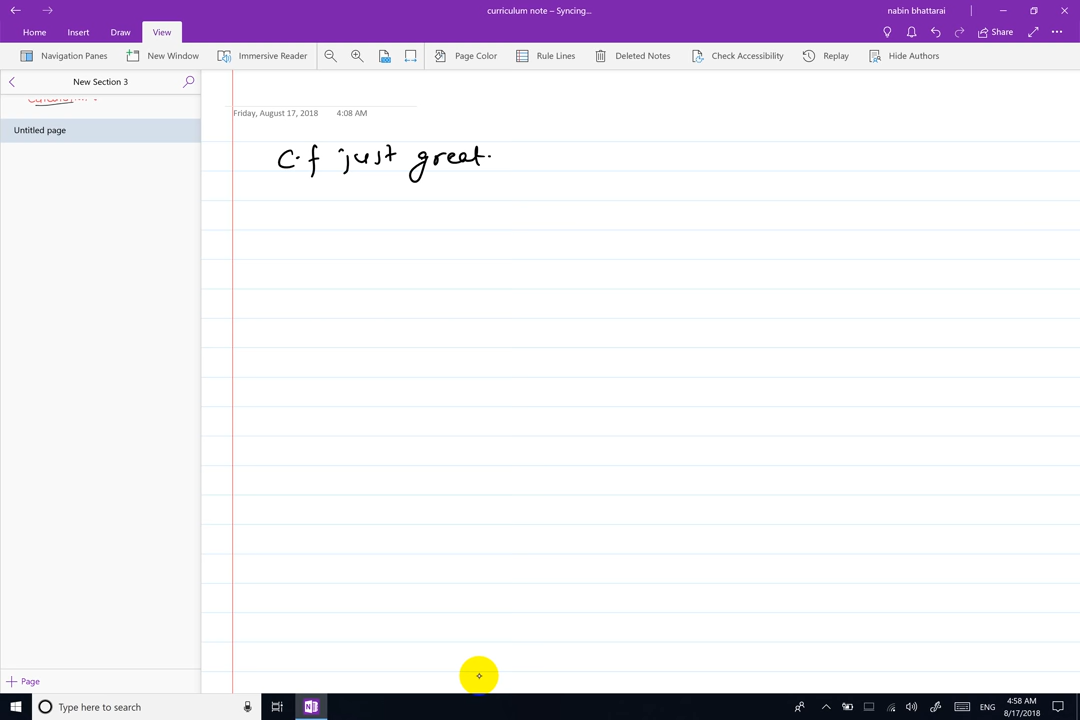 curriculum note – Syncing...
nabin bhattarai
Home Insert Draw View
Share
Navigation Panes New Window Immersive Reader Page Color Rule Lines Deleted Notes Check Accessibility Replay Hide Authors
New Section 3
Untitled page
Friday, August 17, 2018 4:08 AM
C.f just great.
Page
Type here to search
ENG
4:58 AM
8/17/2018